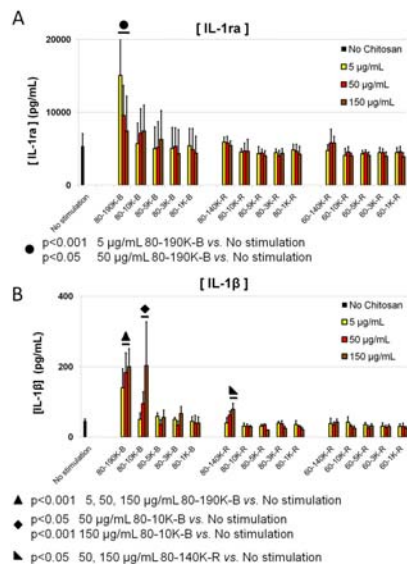 A
[ IL-1ra ]
[ IL-1ra ]
(pg/mL)
20000
10000
0
No Chitosan
5 µg/mL
50 µg/mL
150 µg/mL
No stimulation
80-190K-B
80-10K-B
80-5K-B
80-3K-B
80-1K-B
80-140K-R
80-10K-R
80-5K-R
80-3K-R
80-1K-R
60-140K-R
60-10K-R
60-5K-R
60-3K-R
60-1K-R
p<0.001 5 µg/mL 80-190K-B vs. No stimulation
p<0.05 50 µg/mL 80-190K-B vs. No stimulation
B
[ IL-1β ]
[IL-1β]
(pg/mL)
400
200
0
No Chitosan
5 µg/mL
50 µg/mL
150 µg/mL
No stimulation
80-190K-B
80-10K-B
80-5K-B
80-3K-B
80-1K-B
80-140K-R
80-10K-R
80-5K-R
80-3K-R
80-1K-R
60-140K-R
60-10K-R
60-5K-R
60-3K-R
60-1K-R
p<0.001 5, 50, 150 µg/mL 80-190K-B vs. No stimulation
p<0.05 50 µg/mL 80-10K-B vs. No stimulation
p<0.001 150 µg/mL 80-10K-B vs. No stimulation
p<0.05 50, 150 µg/mL 80-140K-R vs. No stimulation